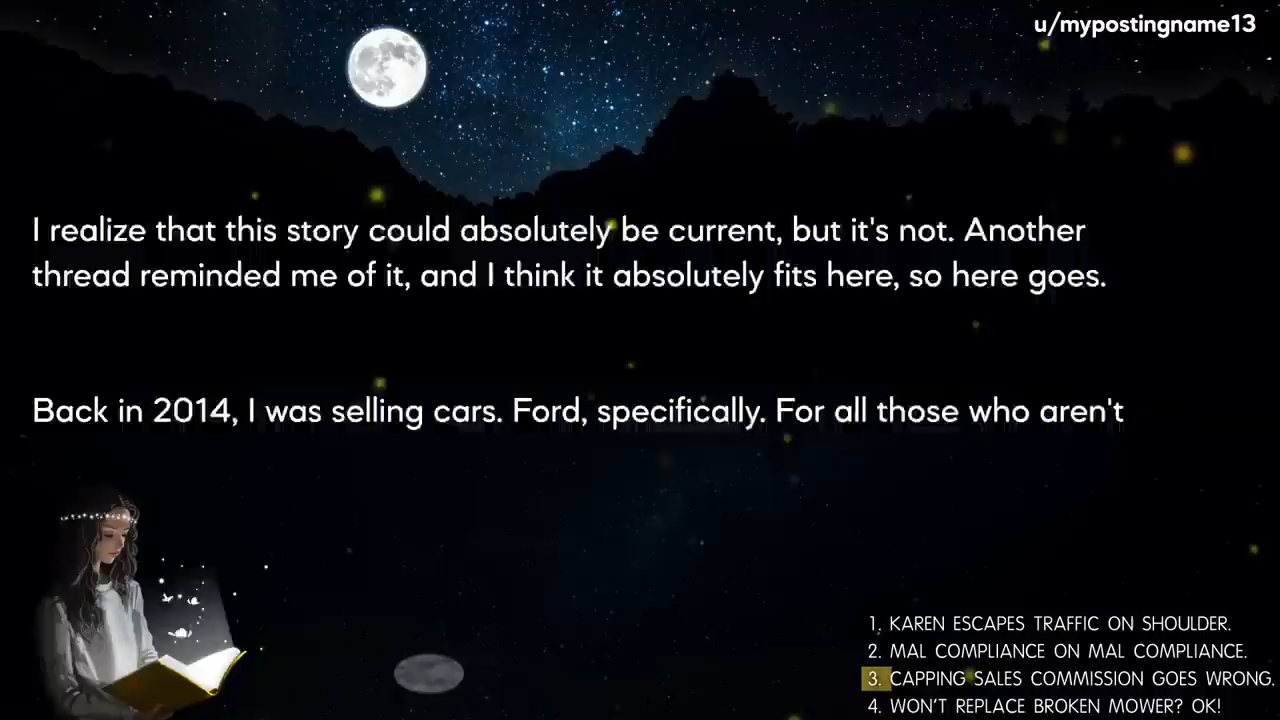 u/mypostingname13
I realize that this story could absolutely be current, but it's not. Another
thread reminded me of it, and I think it absolutely fits here, so here goes.
Back in 2014, I was selling cars. Ford, specifically. For all those who aren't
1. KAREN ESCAPES TRAFFIC ON SHOULDER.
2. MAL COMPLIANCE ON MAL COMPLIANCE.
3. CAPPING SALES COMMISSION GOES WRONG.
4. WON'T REPLACE BROKEN MOWER? OK!